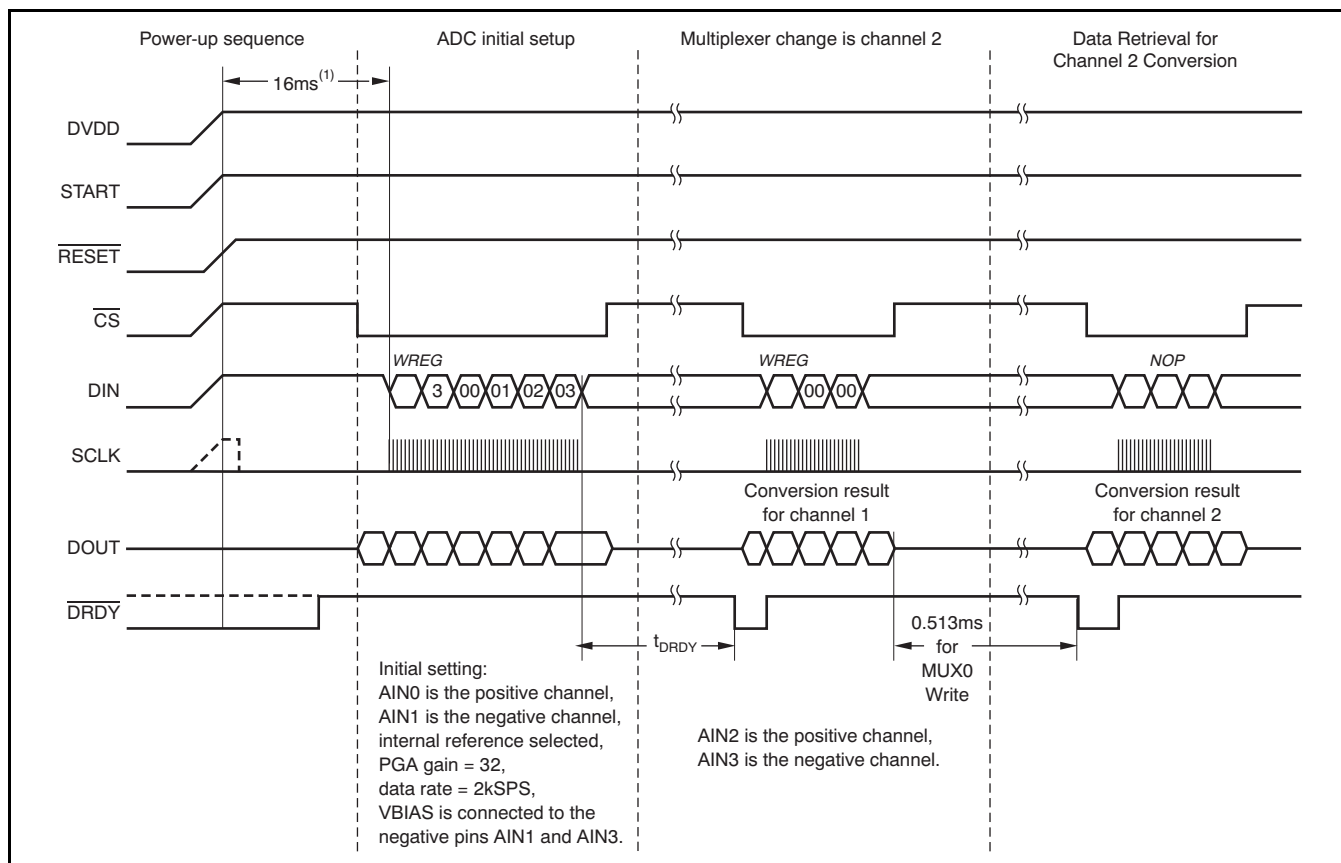 Power-up sequence
ADC initial setup
Multiplexer change is channel 2
Data Retrieval for
Channel 2 Conversion
16ms(1)
DVDD
START
RESET
CS
WREG
WREG
NOP
DIN
3 00 01 02 03
00 00
SCLK
Conversion result
for channel 1
Conversion result
for channel 2
DOUT
DRDY
tDRDY
0.513ms
for
MUX0
Write
Initial setting:
AIN0 is the positive channel,
AIN1 is the negative channel,
internal reference selected,
PGA gain = 32,
data rate = 2kSPS,
VBIAS is connected to the
negative pins AIN1 and AIN3.
AIN2 is the positive channel,
AIN3 is the negative channel.